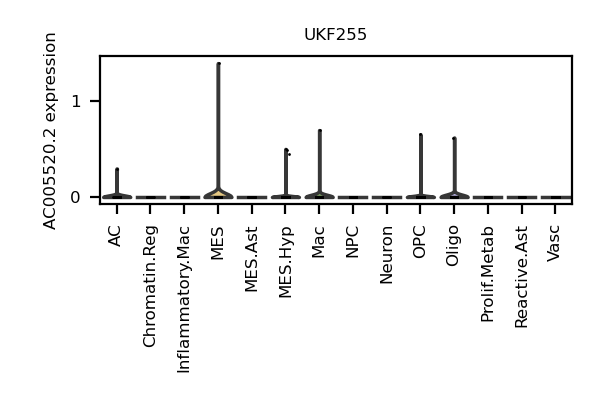 UKF255
AC005520.2 expression
1
0
AC
Chromatin.Reg
Inflammatory.Mac
MES
MES.Ast
MES.Hyp
Mac
NPC
Neuron
OPC
Oligo
Prolif.Metab
Reactive.Ast
Vasc